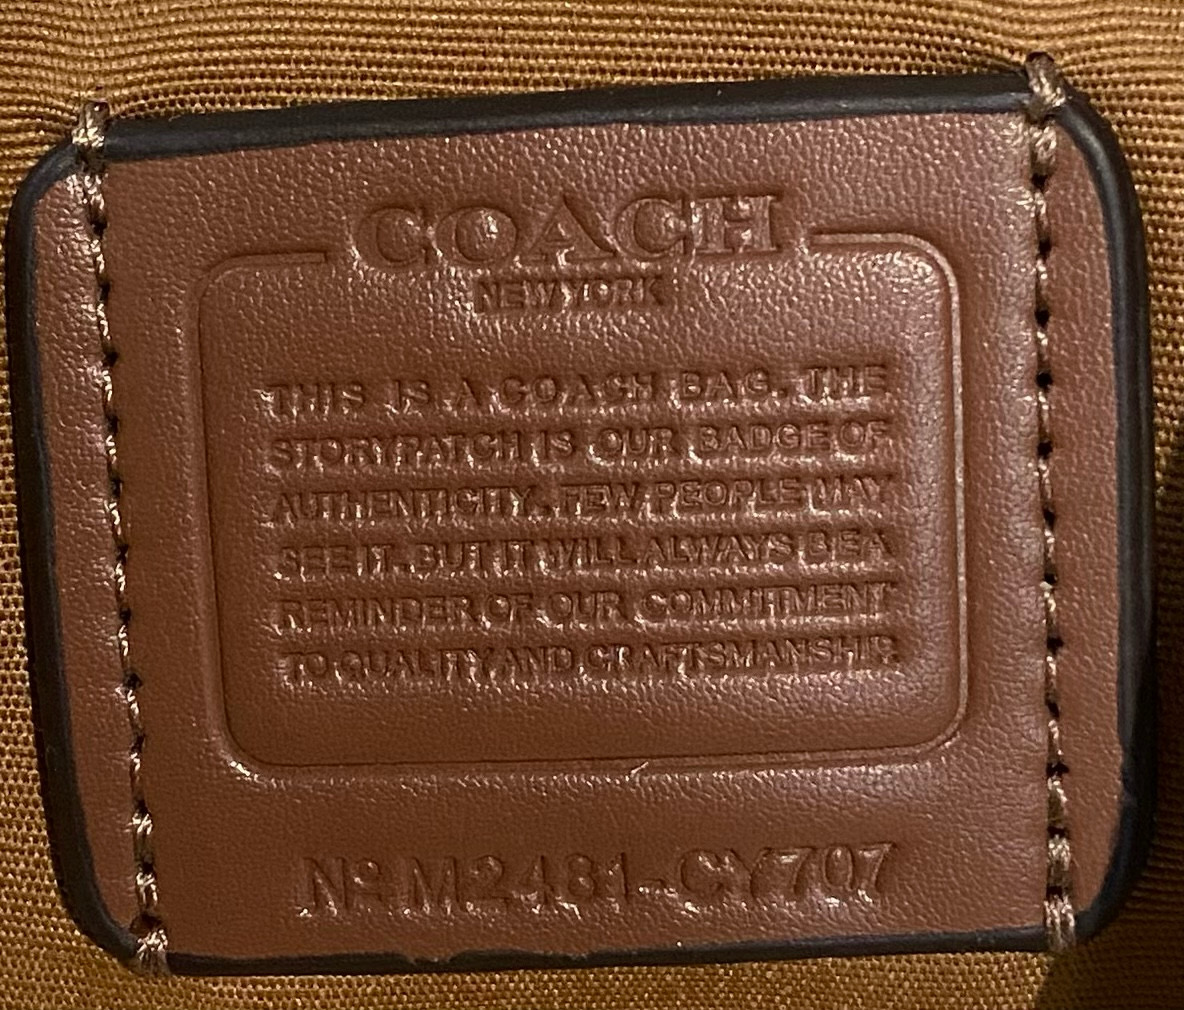 COACH
NEW YORK
THIS IS A COACH BAG. THE
STORYPATCH IS OUR BADGE OF
AUTHENTICITY. FEW PEOPLE MAY
SEE IT. BUT IT WILL ALWAYS BE A
REMINDER OF OUR COMMITMENT
TO QUALITY AND CRAFTSMANSHIP.
Nº M2481-CY707